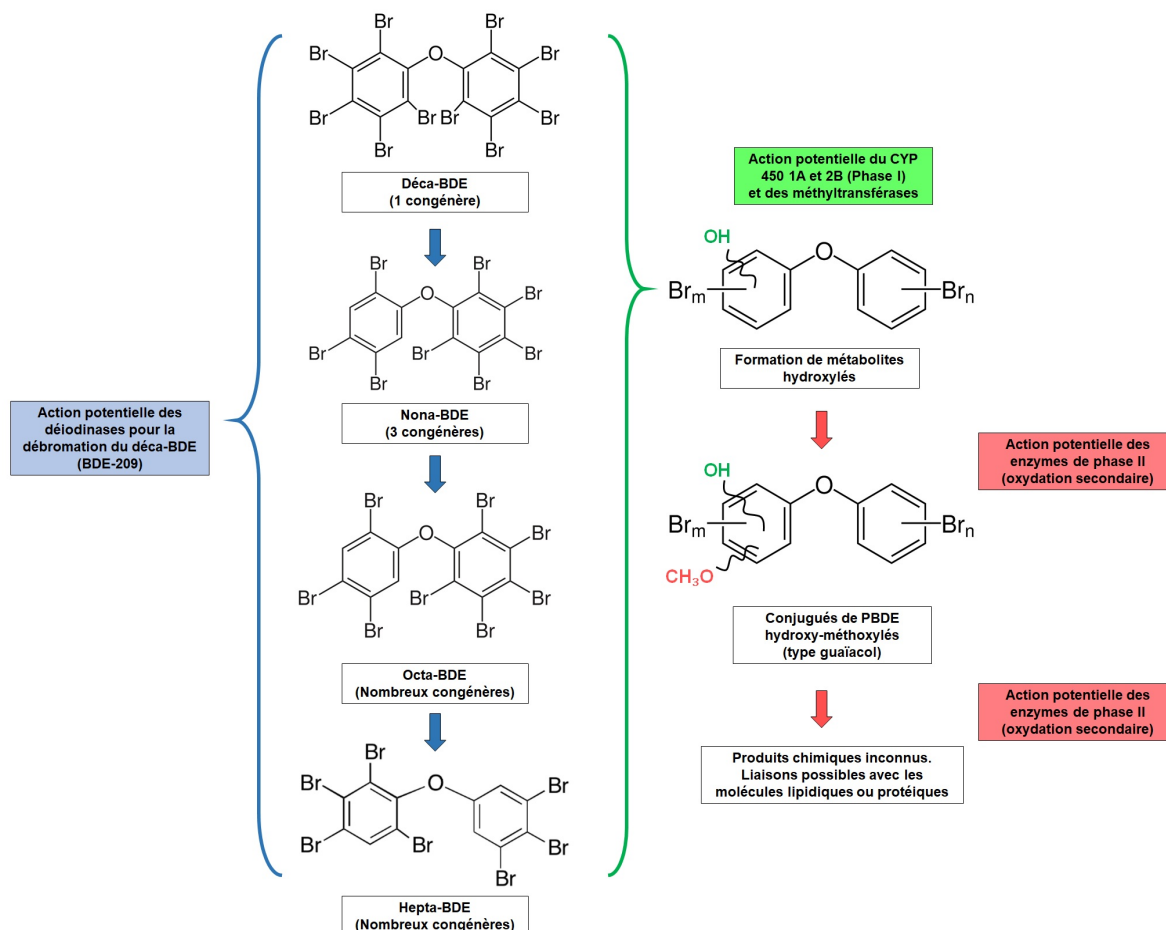 Br
Br
Br O Br
Br Br Br Br
Br Br
Déca-BDE
(1 congénère)
Br Br
O Br
Br Br Br
Br Br
Nona-BDE
(3 congénères)
Br Br
O Br
Br Br Br
Br Br
Octa-BDE
(Nombreux congénères)
Br
Br O Br
Br Br Br
Br
Hepta-BDE
(Nombreux congénères)
Action potentielle des
déiodinases pour la
débromation du déca-BDE
(BDE-209)
Action potentielle du CYP
450 1A et 2B (Phase I)
et des méthyltransférases
OH
O
Brm Brn
Formation de métabolites
hydroxylés
Action potentielle des
enzymes de phase II
(oxydation secondaire)
OH
O
Brm Brn
CH₃O
Conjugués de PBDE
hydroxy-méthoxylés
(type guaïacol)
Action potentielle des
enzymes de phase II
(oxydation secondaire)
Produits chimiques inconnus.
Liaisons possibles avec les
molécules lipidiques ou protéiques